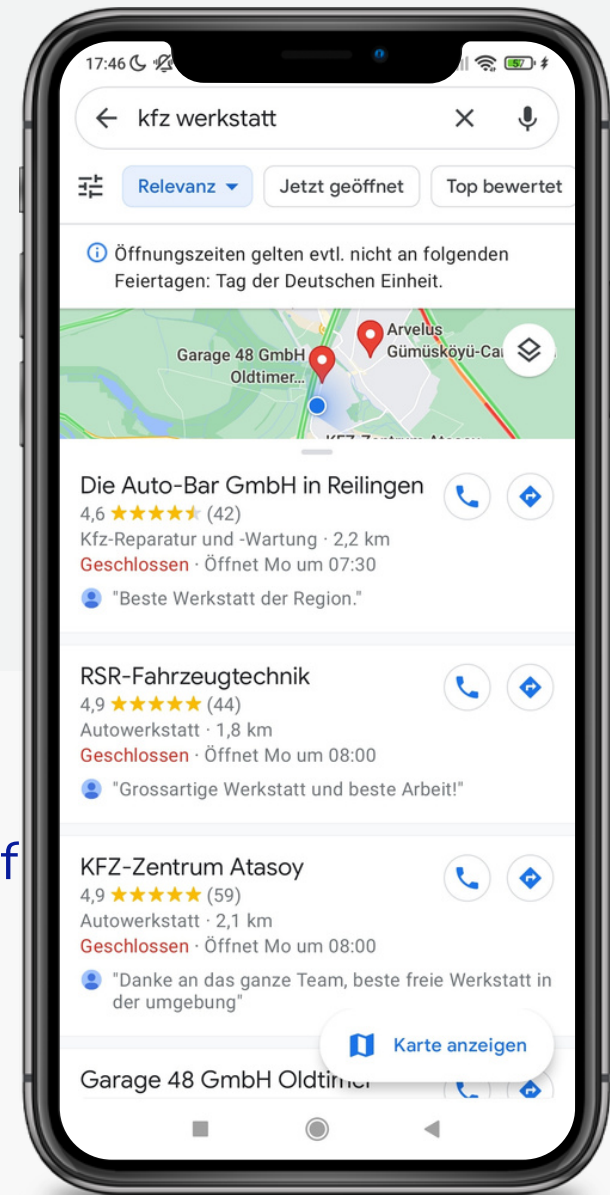 17:46
57
kfz werkstatt
Relevanz
Jetzt geöffnet
Top bewertet
Öffnungszeiten gelten evtl. nicht an folgenden
Feiertagen: Tag der Deutschen Einheit.
Arvelus
Gümüsköyü-Ca
Garage 48 GmbH
Oldtimer...
Die Auto-Bar GmbH in Reilingen
4,6 (42)
Kfz-Reparatur und -Wartung · 2,2 km
Geschlossen · Öffnet Mo um 07:30
"Beste Werkstatt der Region."
RSR-Fahrzeugtechnik
4,9 (44)
Autowerkstatt · 1,8 km
Geschlossen · Öffnet Mo um 08:00
"Grossartige Werkstatt und beste Arbeit!"
f
KFZ-Zentrum Atasoy
4,9 (59)
Autowerkstatt · 2,1 km
Geschlossen · Öffnet Mo um 08:00
"Danke an das ganze Team, beste freie Werkstatt in
der umgebung"
Karte anzeigen
Garage 48 GmbH Oldtimer